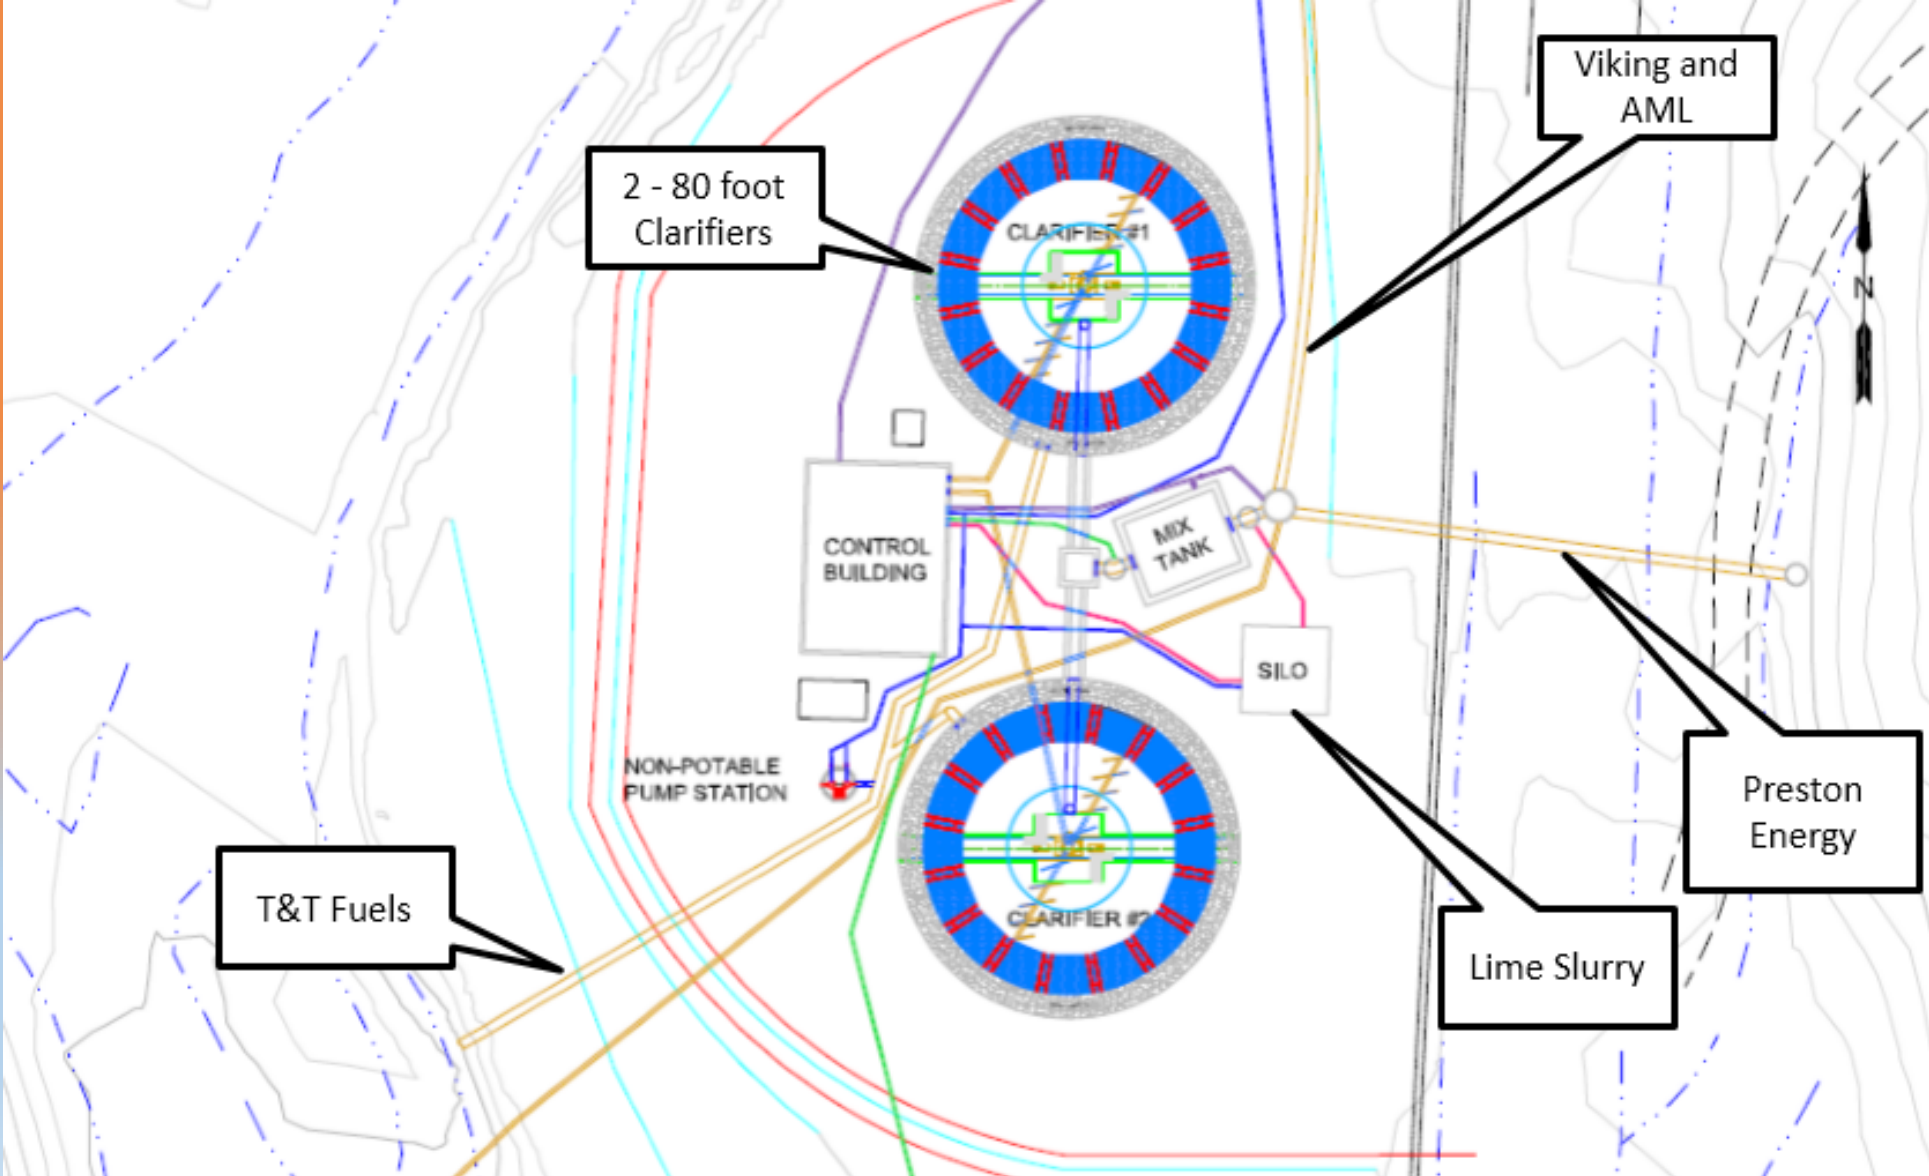 Viking and
AML
2 - 80 foot
Clarifiers
CLARIFIER #1
N
MIX
TANK
CONTROL
BUILDING
SILO
NON-POTABLE
PUMP STATION
Preston
Energy
T&T Fuels
CLARIFIER #2
Lime Slurry